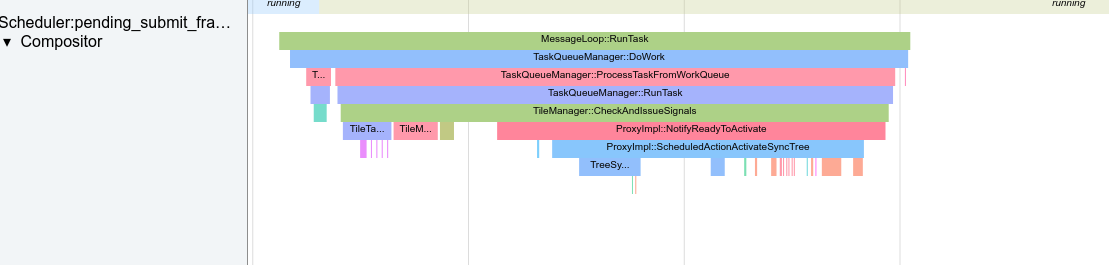 running running
Scheduler:pending_submit_fra...
▼ Compositor
MessageLoop::RunTask
TaskQueueManager::DoWork
T... TaskQueueManager::ProcessTaskFromWorkQueue
TaskQueueManager::RunTask
TileManager::CheckAndIssueSignals
TileTa... TileM... ProxyImpl::NotifyReadyToActivate
ProxyImpl::ScheduledActionActivateSyncTree
TreeSy...